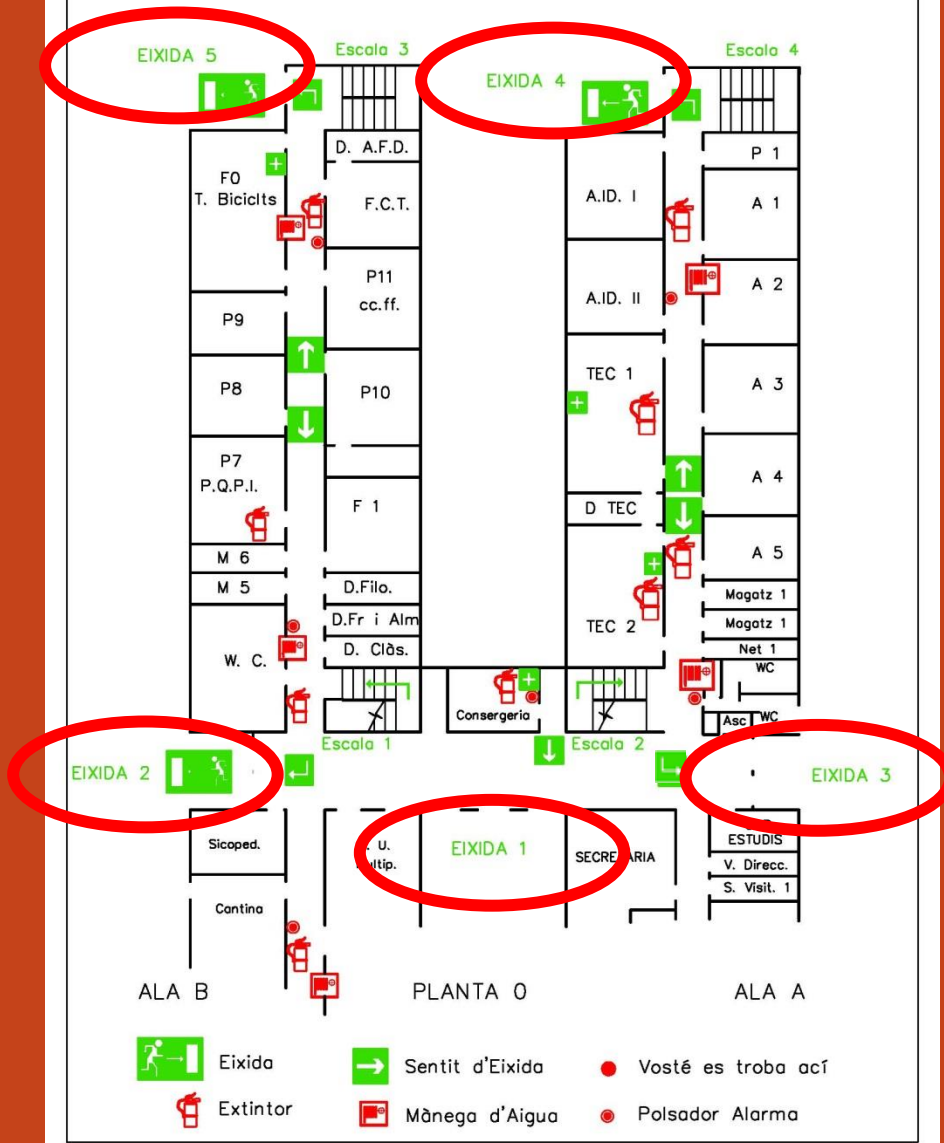 EIXIDA 5
Escala 3
EIXIDA 4
Escala 4
D. A.F.D.
P 1
F0
T. Biciclts
F.C.T.
A.ID. I
A 1
P11
cc.ff.
A.ID. II
A 2
P9
P8
P10
TEC 1
A 3
P7
P.Q.P.I.
F 1
D TEC
A 4
M 6
A 5
M 5
D.Filo.
Magatz 1
D.Fr i Alm
TEC 2
Magatz 1
W. C.
D. Clàs.
Net 1
WC
Consergeria
Asc
WC
Escala 1
Escala 2
EIXIDA 2
EIXIDA 3
Sicoped.
U.
EIXIDA 1
ESTUDIS
SECRETARIA
V. Direcc.
S. Visit. 1
Cantina
ALA B
PLANTA 0
ALA A
Eixida
Sentit d'Eixida
Vosté es troba ací
Extintor
Mànega d'Aigua
Polsador Alarma